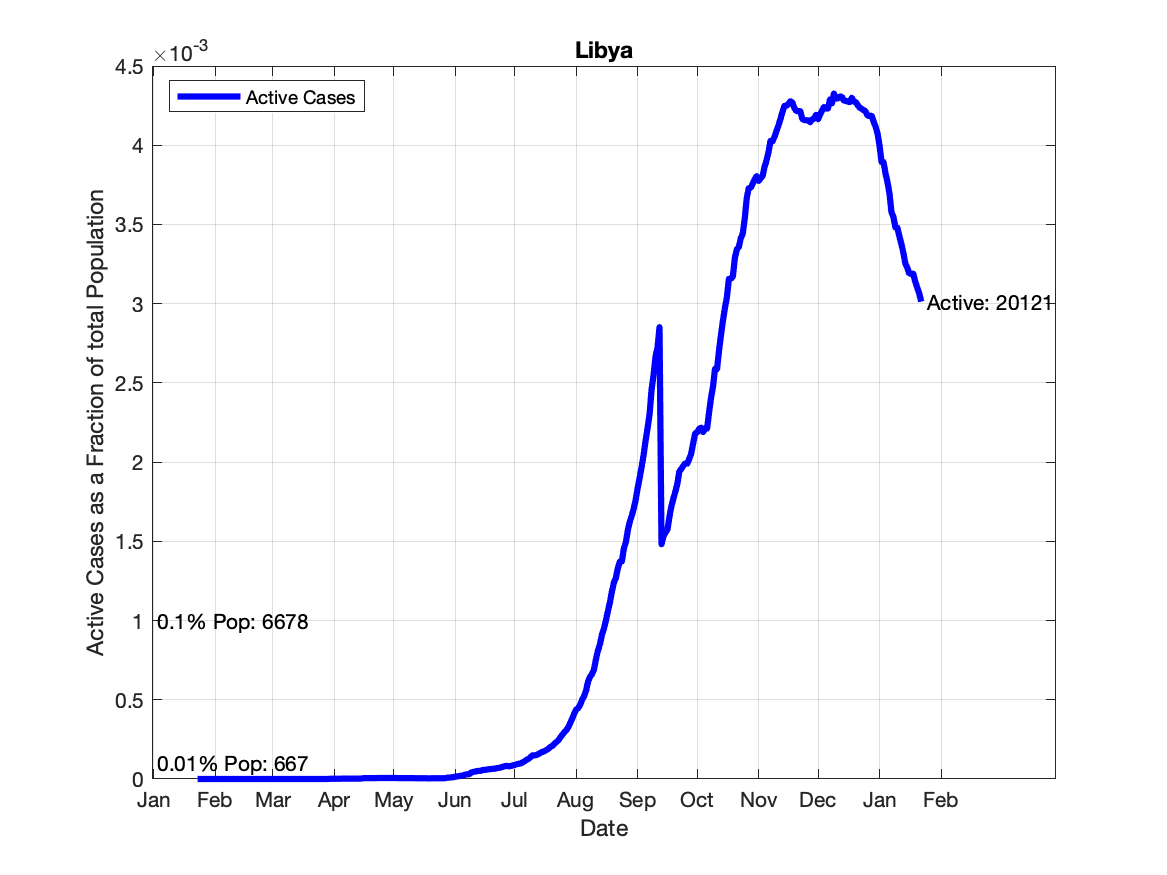 Libya
×10-3
4.5
4
3.5
3
2.5
2
1.5
1
0.5
0
Active Cases
Active: 20121
0.1% Pop: 6678
0.01% Pop: 667
Jan Feb Mar Apr May Jun Jul Aug Sep Oct Nov Dec Jan Feb
Date
Active Cases as a Fraction of total Population